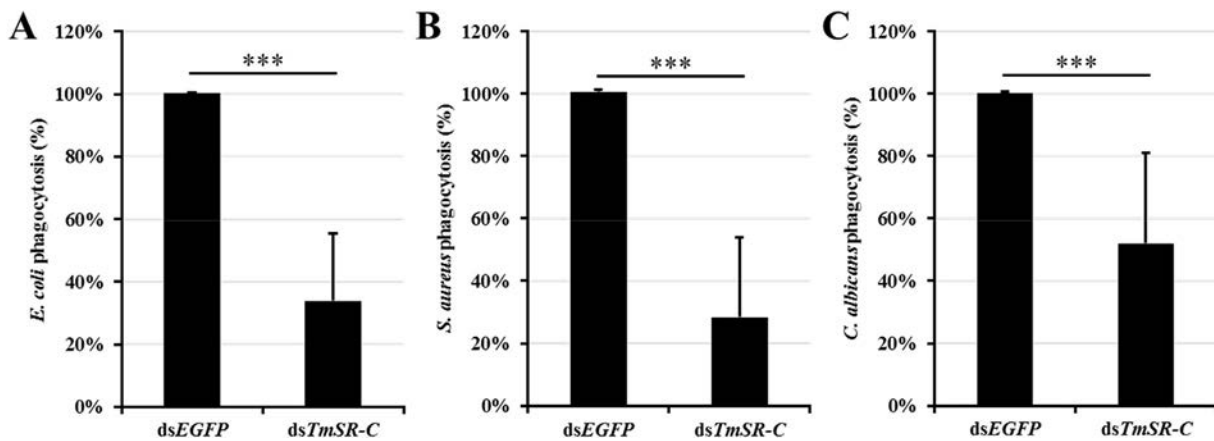 A
120%
100%
80%
60%
40%
20%
0%
E. coli phagocytosis (%)
***
dsEGFP
dsTmSR-C
B
120%
100%
80%
60%
40%
20%
0%
S. aureus phagocytosis (%)
***
dsEGFP
dsTmSR-C
C
120%
100%
80%
60%
40%
20%
0%
C. albicans phagocytosis (%)
***
dsEGFP
dsTmSR-C